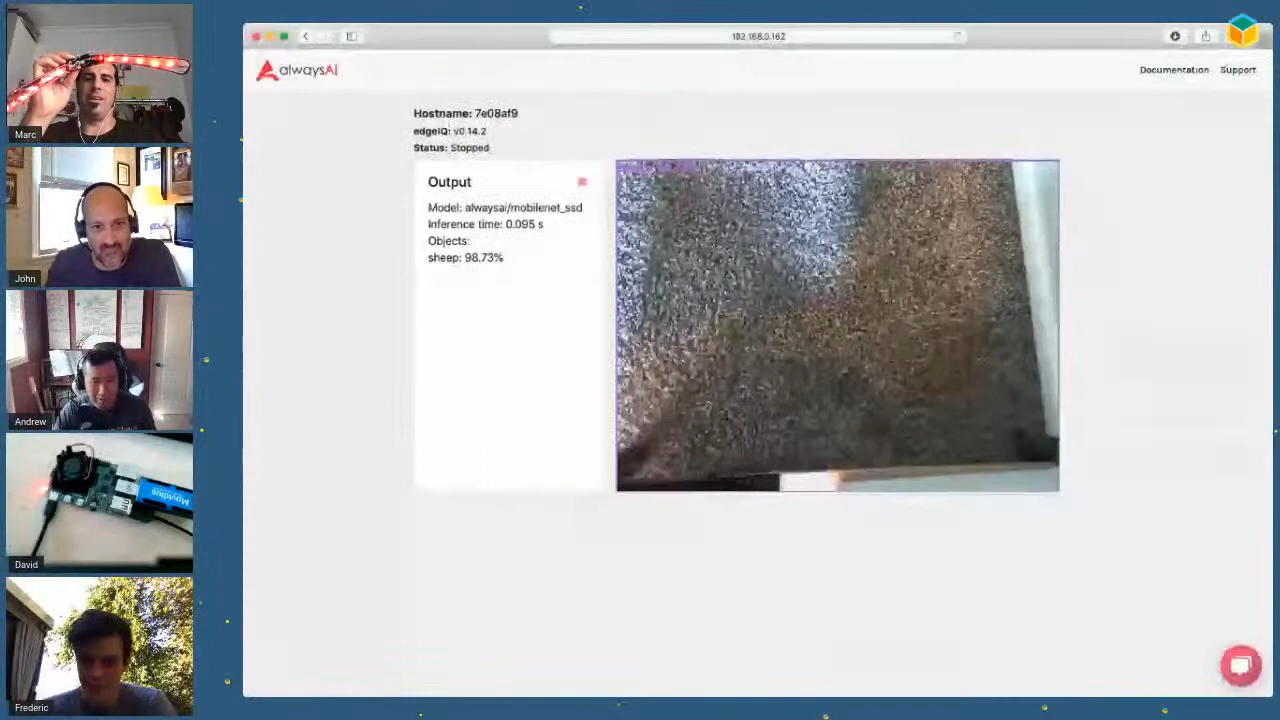 Marc
John
Andrew
Movidius
David
Frederic
192.168.0.162
alwaysAI
Documentation
Support
Hostname: 7e08af9
edgeIQ: v0.14.2
Status: Stopped
Output
Model: alwaysai/mobilenet_ssd
Inference time: 0.095 s
Objects:
sheep: 98.73%